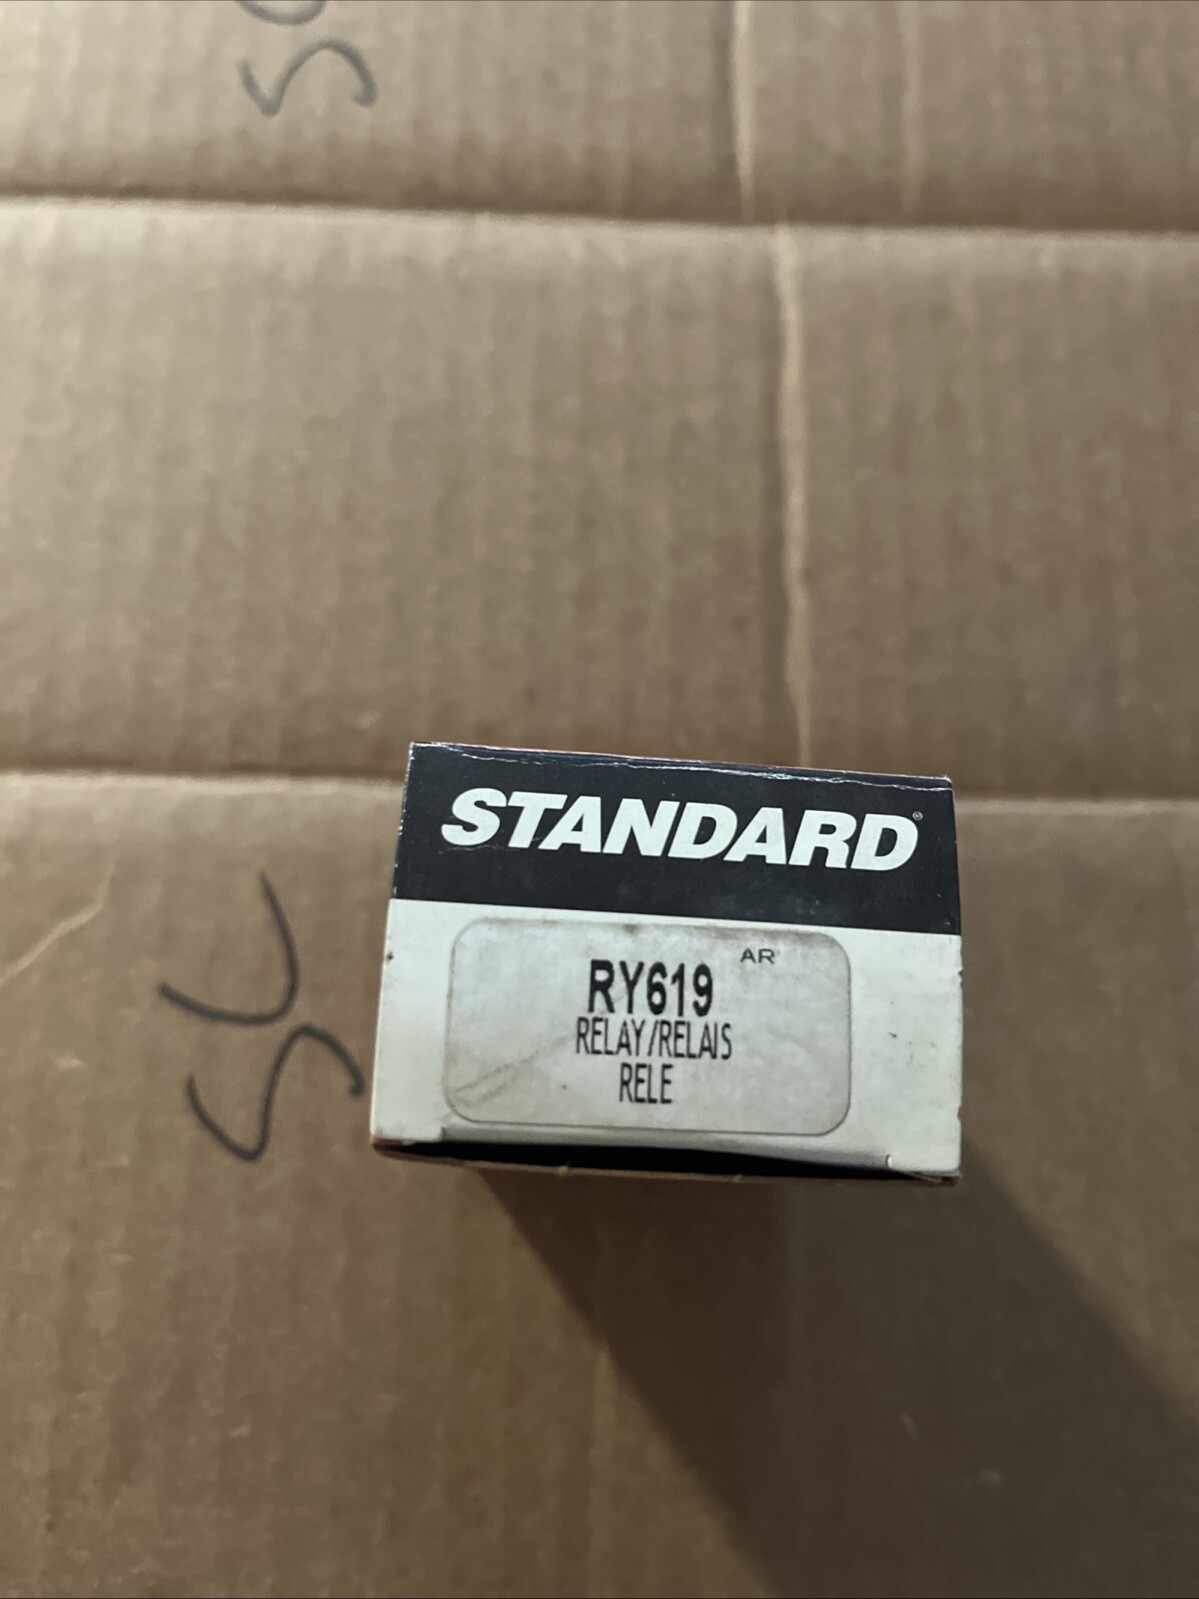 STANDARD®
AR
RY619
RELAY/RELAIS
RELE